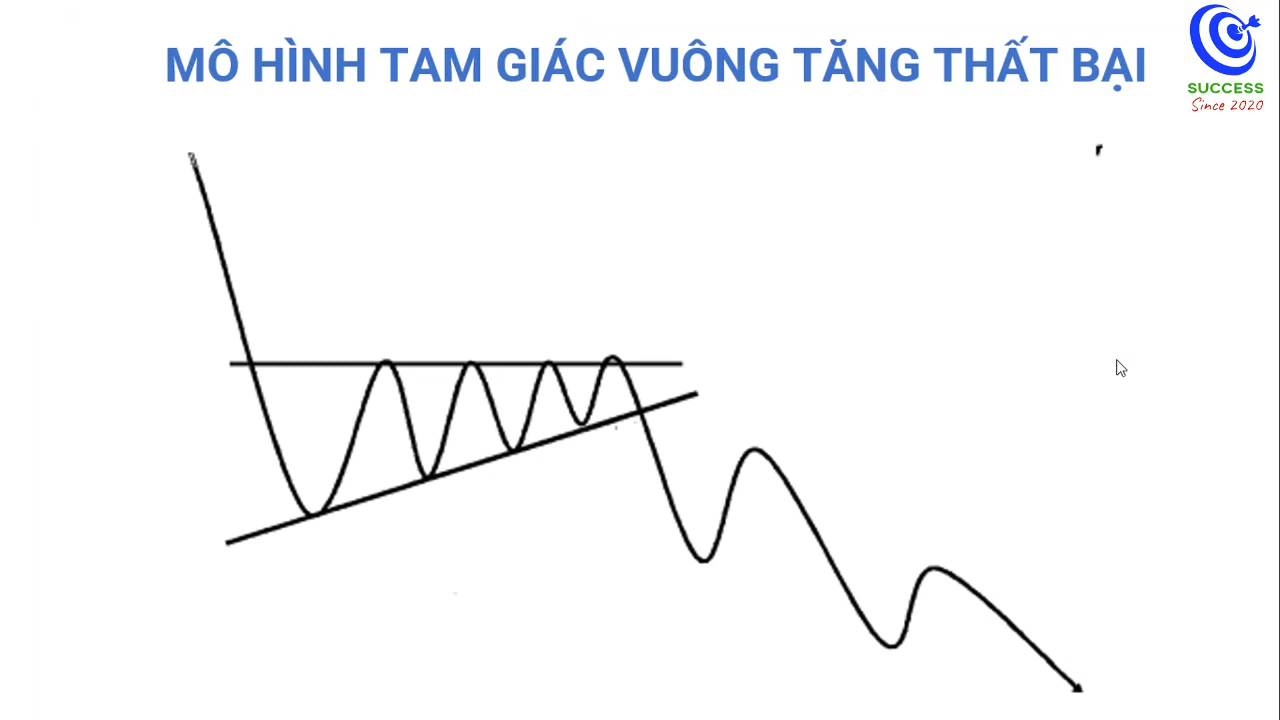 MÔ HÌNH TAM GIÁC VUÔNG TĂNG THẤT BẠI
SUCCESS
Since 2020